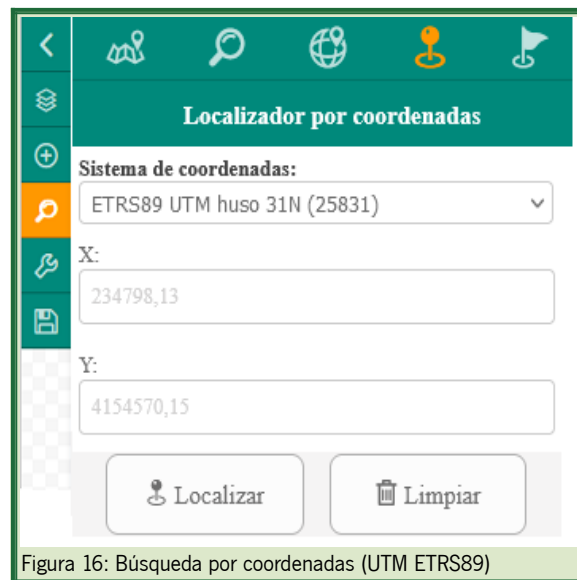 Localizador por coordenadas
Sistema de coordenadas:
ETRS89 UTM huso 31N (25831)
X:
234798,13
Y:
4154570,15
Localizar
Limpiar
Figura 16: Búsqueda por coordenadas (UTM ETRS89)